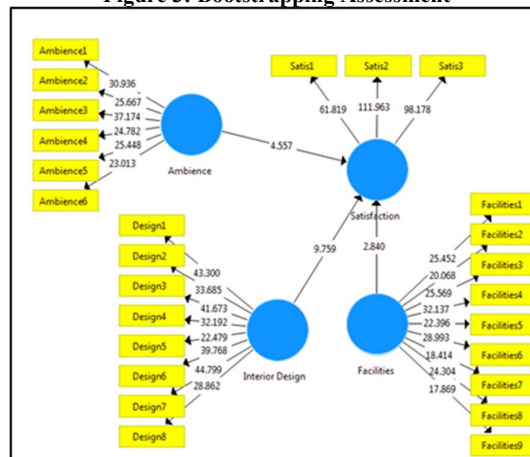 Figure 3: Bootstrapping Assessment
Ambience1
Ambience2
Ambience3
Ambience4
Ambience5
Ambience6
30.936
25.667
37.174
24.782
25.448
23.013
Ambience
Satis1
Satis2
Satis3
61.819
111.963
98.178
4.557
Satisfaction
9.759
2.840
Design1
Design2
Design3
Design4
Design5
Design6
Design7
Design8
43.300
33.685
41.673
32.192
22.479
39.768
44.799
28.862
Interior Design
Facilities
25.452
20.068
25.569
32.137
22.396
28.993
18.414
24.304
17.869
Facilities1
Facilities2
Facilities3
Facilities4
Facilities5
Facilities6
Facilities7
Facilities8
Facilities9